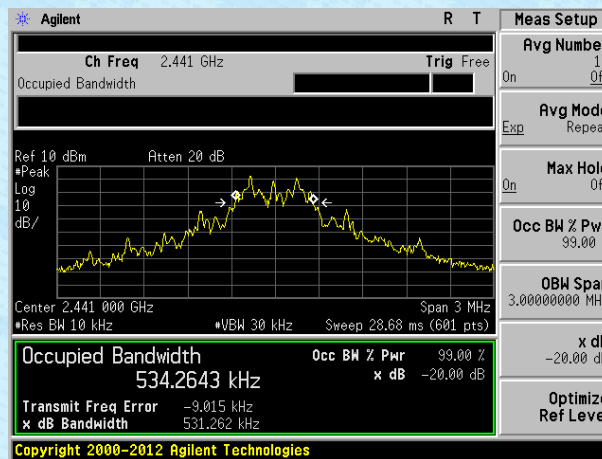 Agilent R T Meas Setup
Ch Freq 2.441 GHz Trig Free
Occupied Bandwidth
Ref 10 dBm Atten 20 dB
#Peak
Log
10
dB/
Center 2.441 000 GHz Span 3 MHz
#Res BW 10 kHz #VBW 30 kHz Sweep 28.68 ms (601 pts)
Occupied Bandwidth
534.2643 kHz
Occ BW % Pwr 99.00 %
x dB -20.00 dB
Transmit Freq Error -9.015 kHz
x dB Bandwidth 531.262 kHz
Copyright 2000-2012 Agilent Technologies
Avg Numbe
1
On Of
Avg Mod
Exp Repea
Max Hol
On Of
Occ BW % Pw
99.00
OBW Spa
3.00000000 MH
x d
-20.00 d
Optimiz
Ref Leve